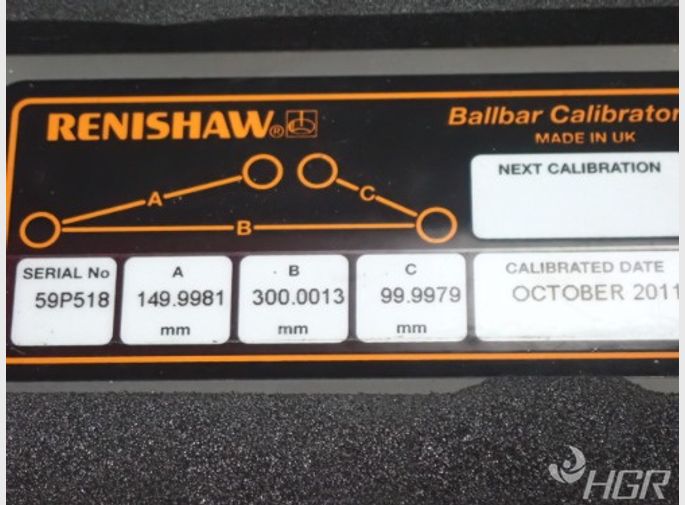 RENISHAW®
Ballbar Calibrator
MADE IN UK
A
B
C
NEXT CALIBRATION
SERIAL No
59P518
A
149.9981
mm
B
300.0013
mm
C
99.9979
mm
CALIBRATED DATE
OCTOBER 2011
HGR